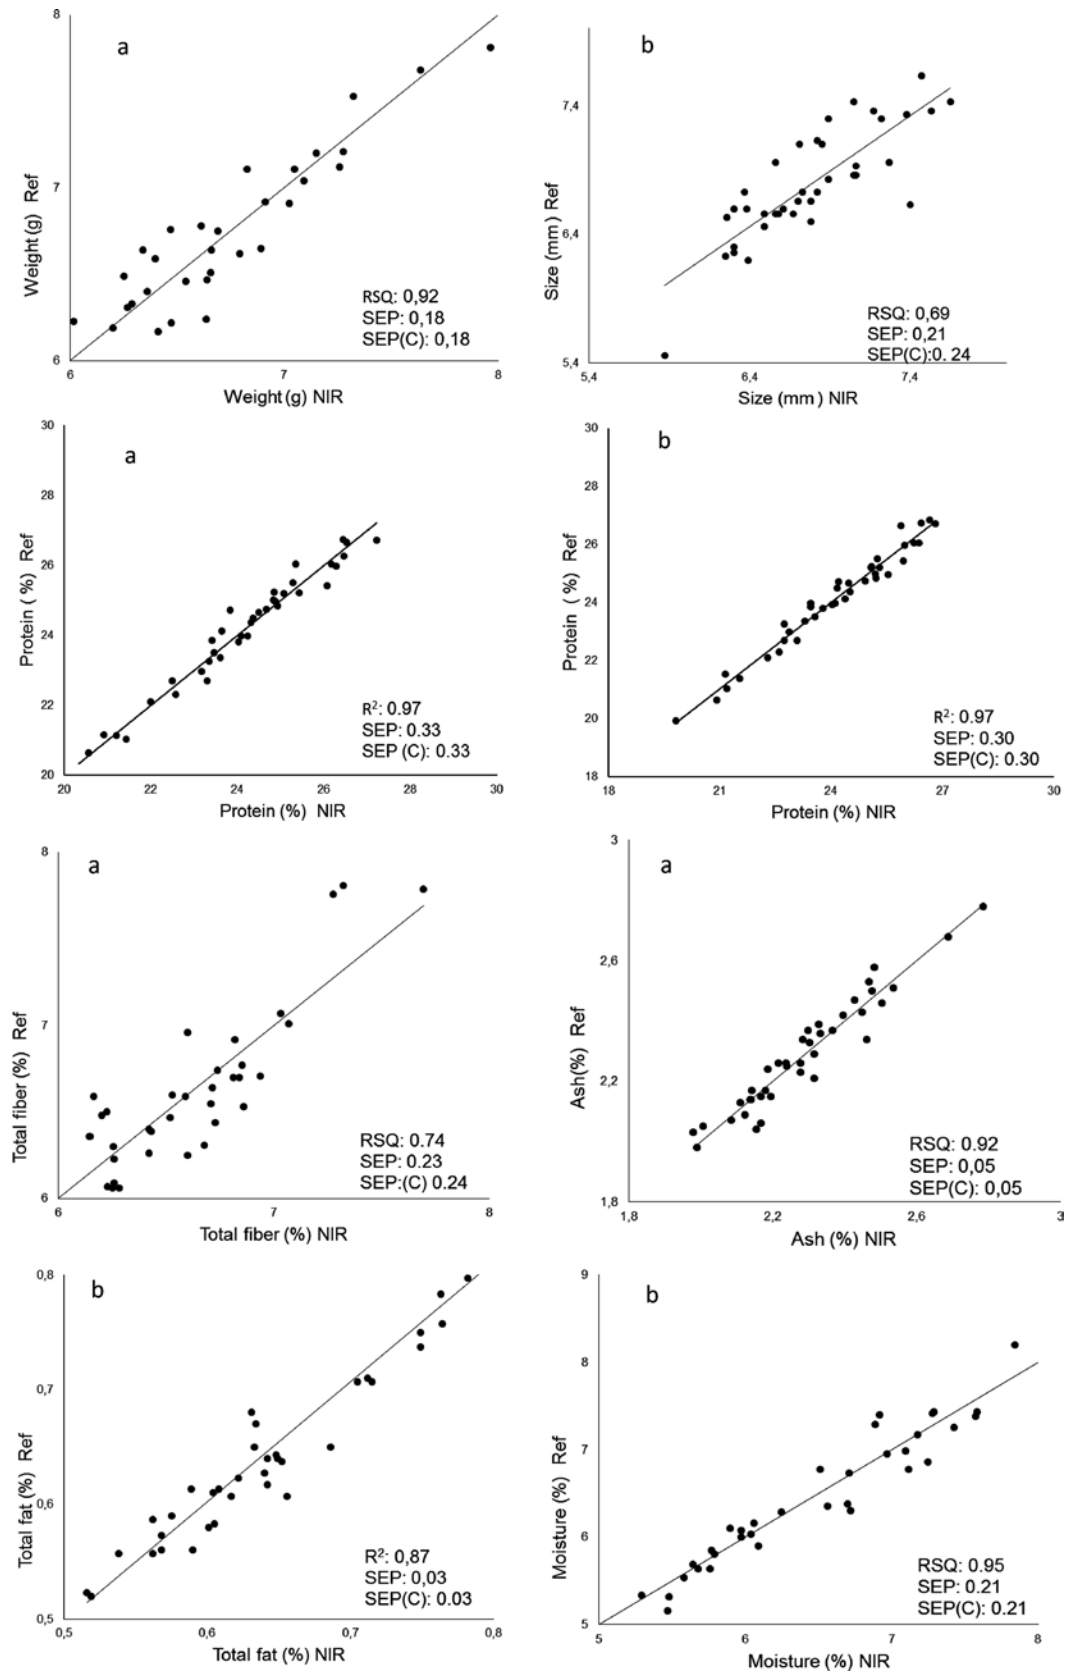 a
8
7
6
Weight (g) Ref
RSQ: 0,92
SEP: 0,18
SEP(C): 0,18
6 7 8
Weight (g) NIR
b
7,4
6,4
5,4
Size (mm) Ref
RSQ: 0,69
SEP: 0,21
SEP(C):0. 24
5,4 6,4 7,4
Size (mm) NIR
a
30
28
26
24
22
20
Protein ( %) Ref
R²: 0.97
SEP: 0.33
SEP (C): 0.33
20 22 24 26 28 30
Protein (%) NIR
b
30
28
26
24
22
20
18
Protein ( %) Ref
R²: 0.97
SEP: 0.30
SEP(C): 0.30
18 21 24 27 30
Protein (%) NIR
a
8
7
6
Total fiber (%) Ref
RSQ: 0.74
SEP: 0.23
SEP:(C) 0.24
6 7 8
Total fiber (%) NIR
a
3
2,6
2,2
1,8
Ash(%) Ref
RSQ: 0.92
SEP: 0,05
SEP(C): 0,05
1,8 2,2 2,6 3
Ash (%) NIR
b
0,8
0,7
0,6
0,5
Total fat (%) Ref
R²: 0,87
SEP: 0,03
SEP(C): 0.03
0,5 0,6 0,7 0,8
Total fat (%) NIR
b
9
8
7
6
5
Moisture (%) Ref
RSQ: 0.95
SEP: 0.21
SEP(C): 0.21
5 6 7 8
Moisture (%) NIR